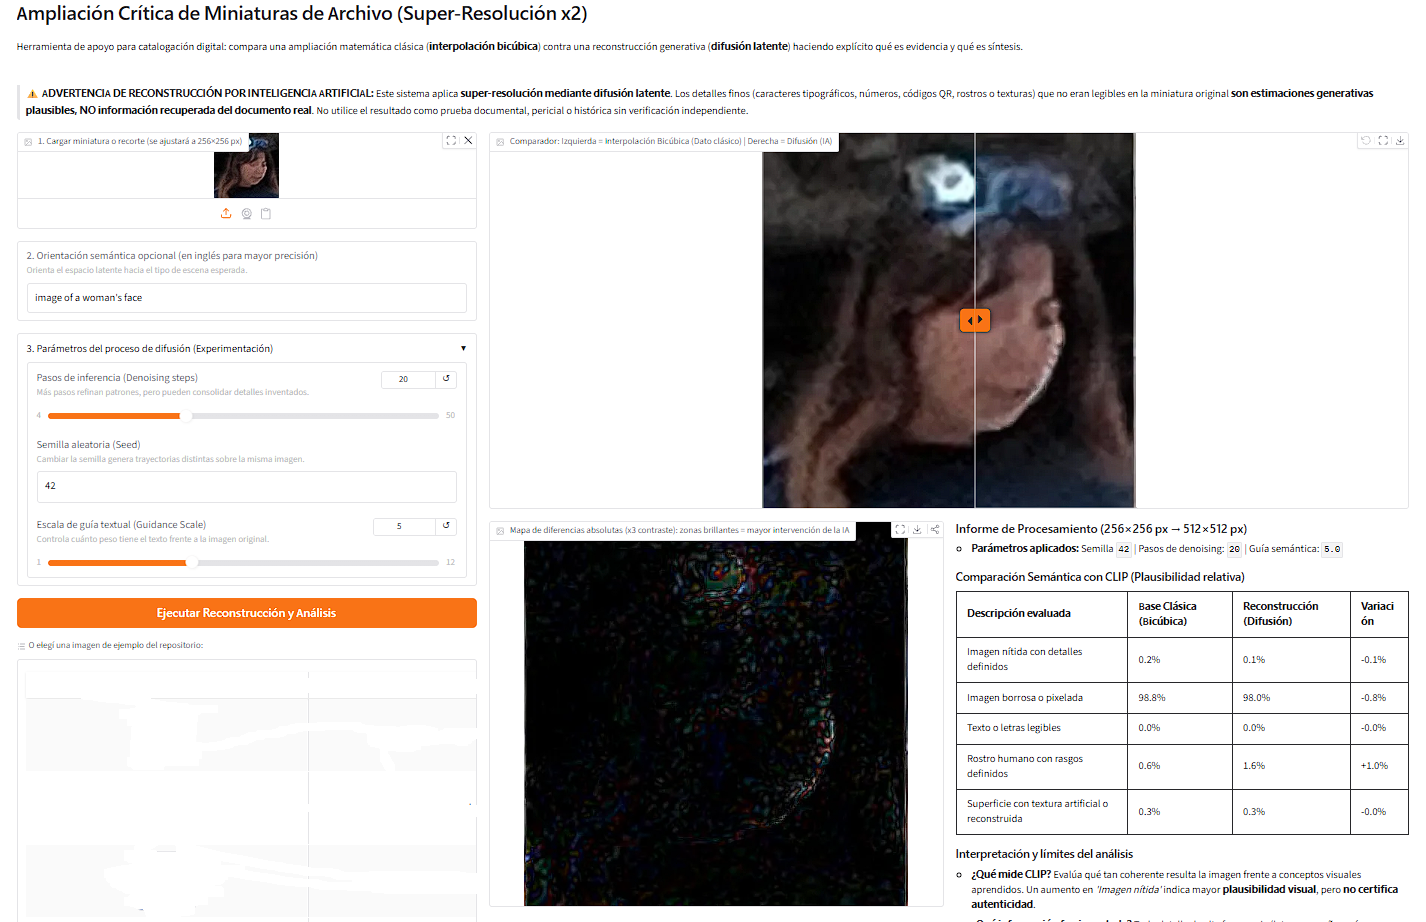 Ampliación Crítica de Miniaturas de Archivo (Super-Resolución x2)
Herramienta de apoyo para catalogación digital: compara una ampliación matemática clásica (interpolación bicúbica) contra una reconstrucción generativa (difusión latente) haciendo explícito qué es evidencia y qué es síntesis.
⚠️ ADVERTENCIA DE RECONSTRUCCIÓN POR INTELIGENCIA ARTIFICIAL: Este sistema aplica super-resolución mediante difusión latente. Los detalles finos (caracteres tipográficos, números, códigos QR, rostros o texturas) que no eran legibles en la miniatura original son estimaciones generativas
plausibles, NO información recuperada del documento real. No utilice el resultado como prueba documental, pericial o histórica sin verificación independiente.
1. Cargar miniatura o recorte (se ajustará a 256×256 px)
2. Orientación semántica opcional (en inglés para mayor precisión)
Orienta el espacio latente hacia el tipo de escena esperada.
image of a woman's face
3. Parámetros del proceso de difusión (Experimentación)
Pasos de inferencia (Denoising steps)
20
Más pasos refinan patrones, pero pueden consolidar detalles inventados.
4
50
Semilla aleatoria (Seed)
Cambiar la semilla genera trayectorias distintas sobre la misma imagen.
42
Escala de guía textual (Guidance Scale)
5
Controla cuánto peso tiene el texto frente a la imagen original.
1
12
Ejecutar Reconstrucción y Análisis
O elegí una imagen de ejemplo del repositorio:
Comparador: Izquierda = Interpolación Bicúbica (Dato clásico) | Derecha = Difusión (IA)
Mapa de diferencias absolutas (x3 contraste): zonas brillantes = mayor intervención de la IA
Informe de Procesamiento (256×256 px → 512×512 px)
Parámetros aplicados: Semilla 42 | Pasos de denoising: 20 | Guía semántica: 5.0
Comparación Semántica con CLIP (Plausibilidad relativa)
Descripción evaluada
Base Clásica
(Bicúbica)
Reconstrucción
(Difusión)
Variaci
ón
Imagen nítida con detalles
definidos
0.2%
0.1%
-0.1%
Imagen borrosa o pixelada
98.8%
98.0%
-0.8%
Texto o letras legibles
0.0%
0.0%
-0.0%
Rostro humano con rasgos
definidos
0.6%
1.6%
+1.0%
Superficie con textura artificial o
reconstruida
0.3%
0.3%
-0.0%
Interpretación y límites del análisis
¿Qué mide CLIP? Evalúa qué tan coherente resulta la imagen frente a conceptos visuales
aprendidos. Un aumento en 'Imagen nítida' indica mayor plausibilidad visual, pero no certifica
autenticidad.